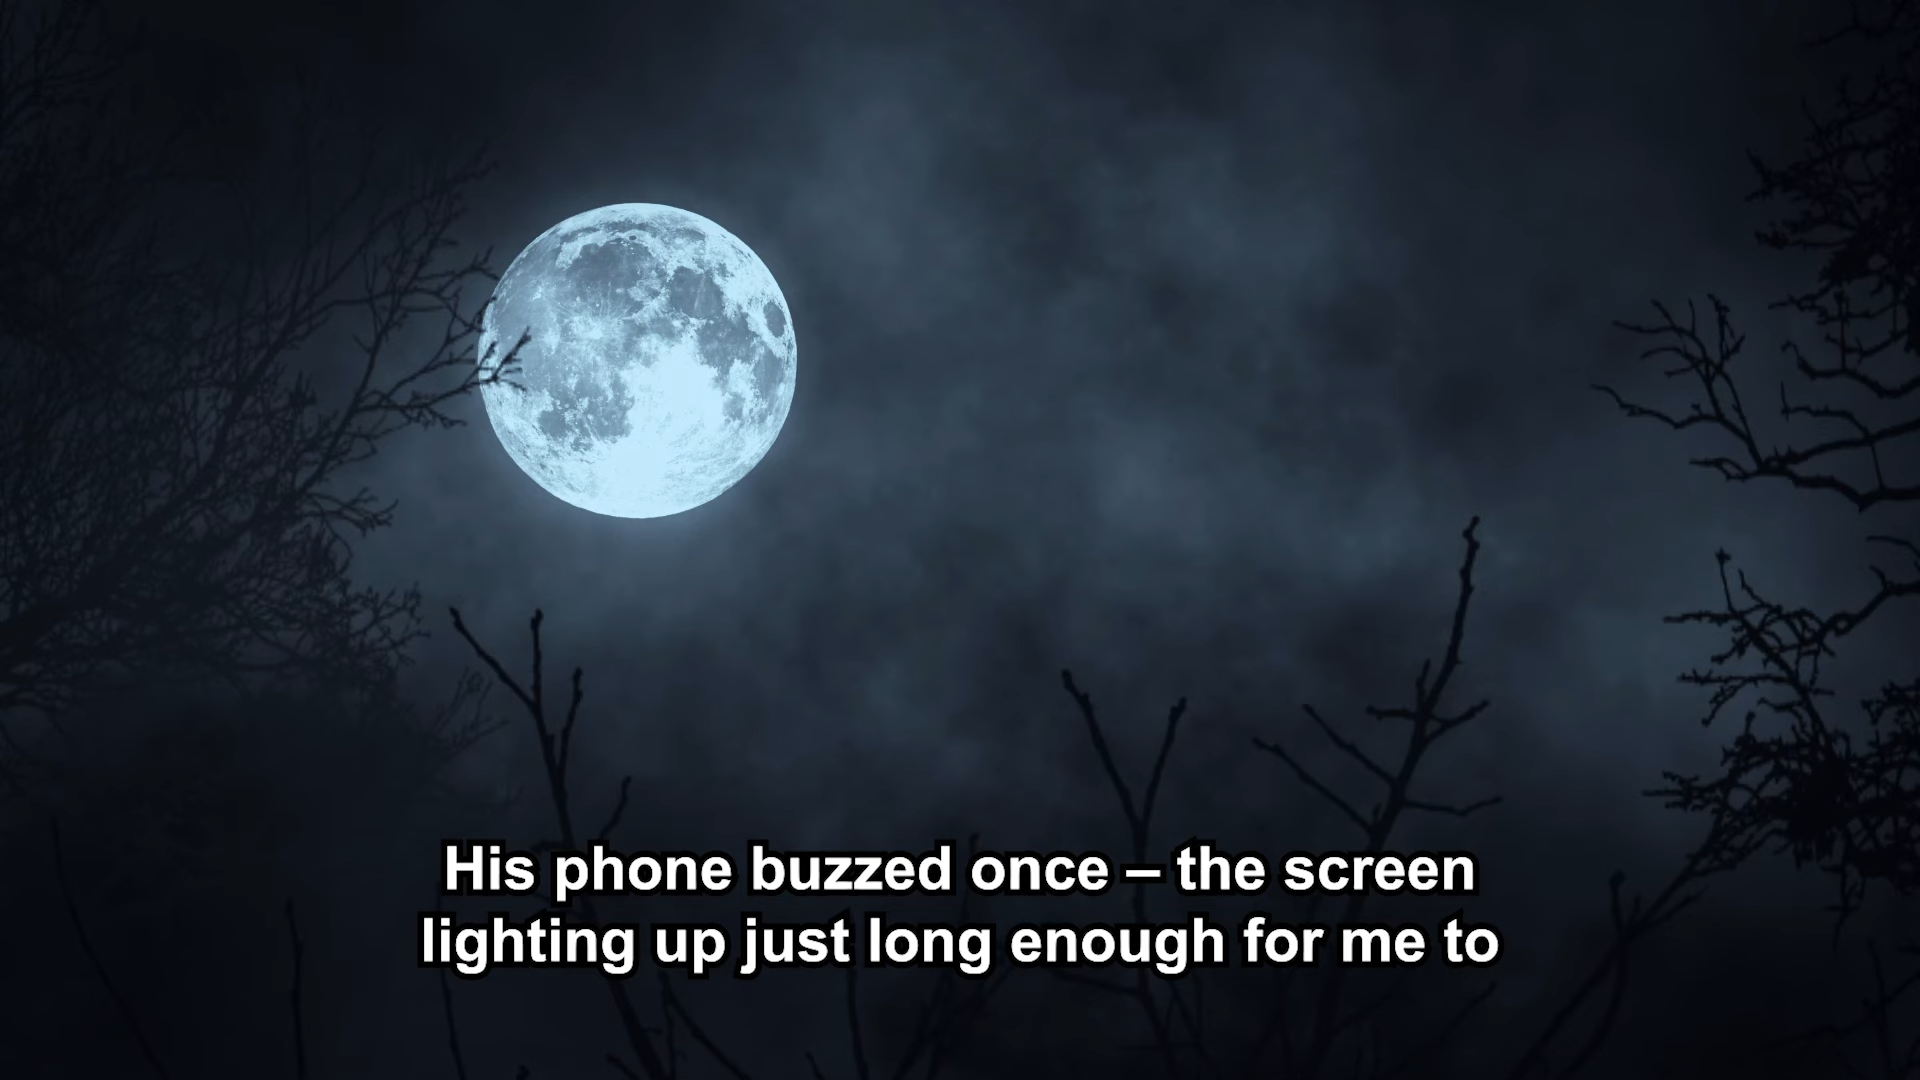 His phone buzzed once – the screen
lighting up just long enough for me to